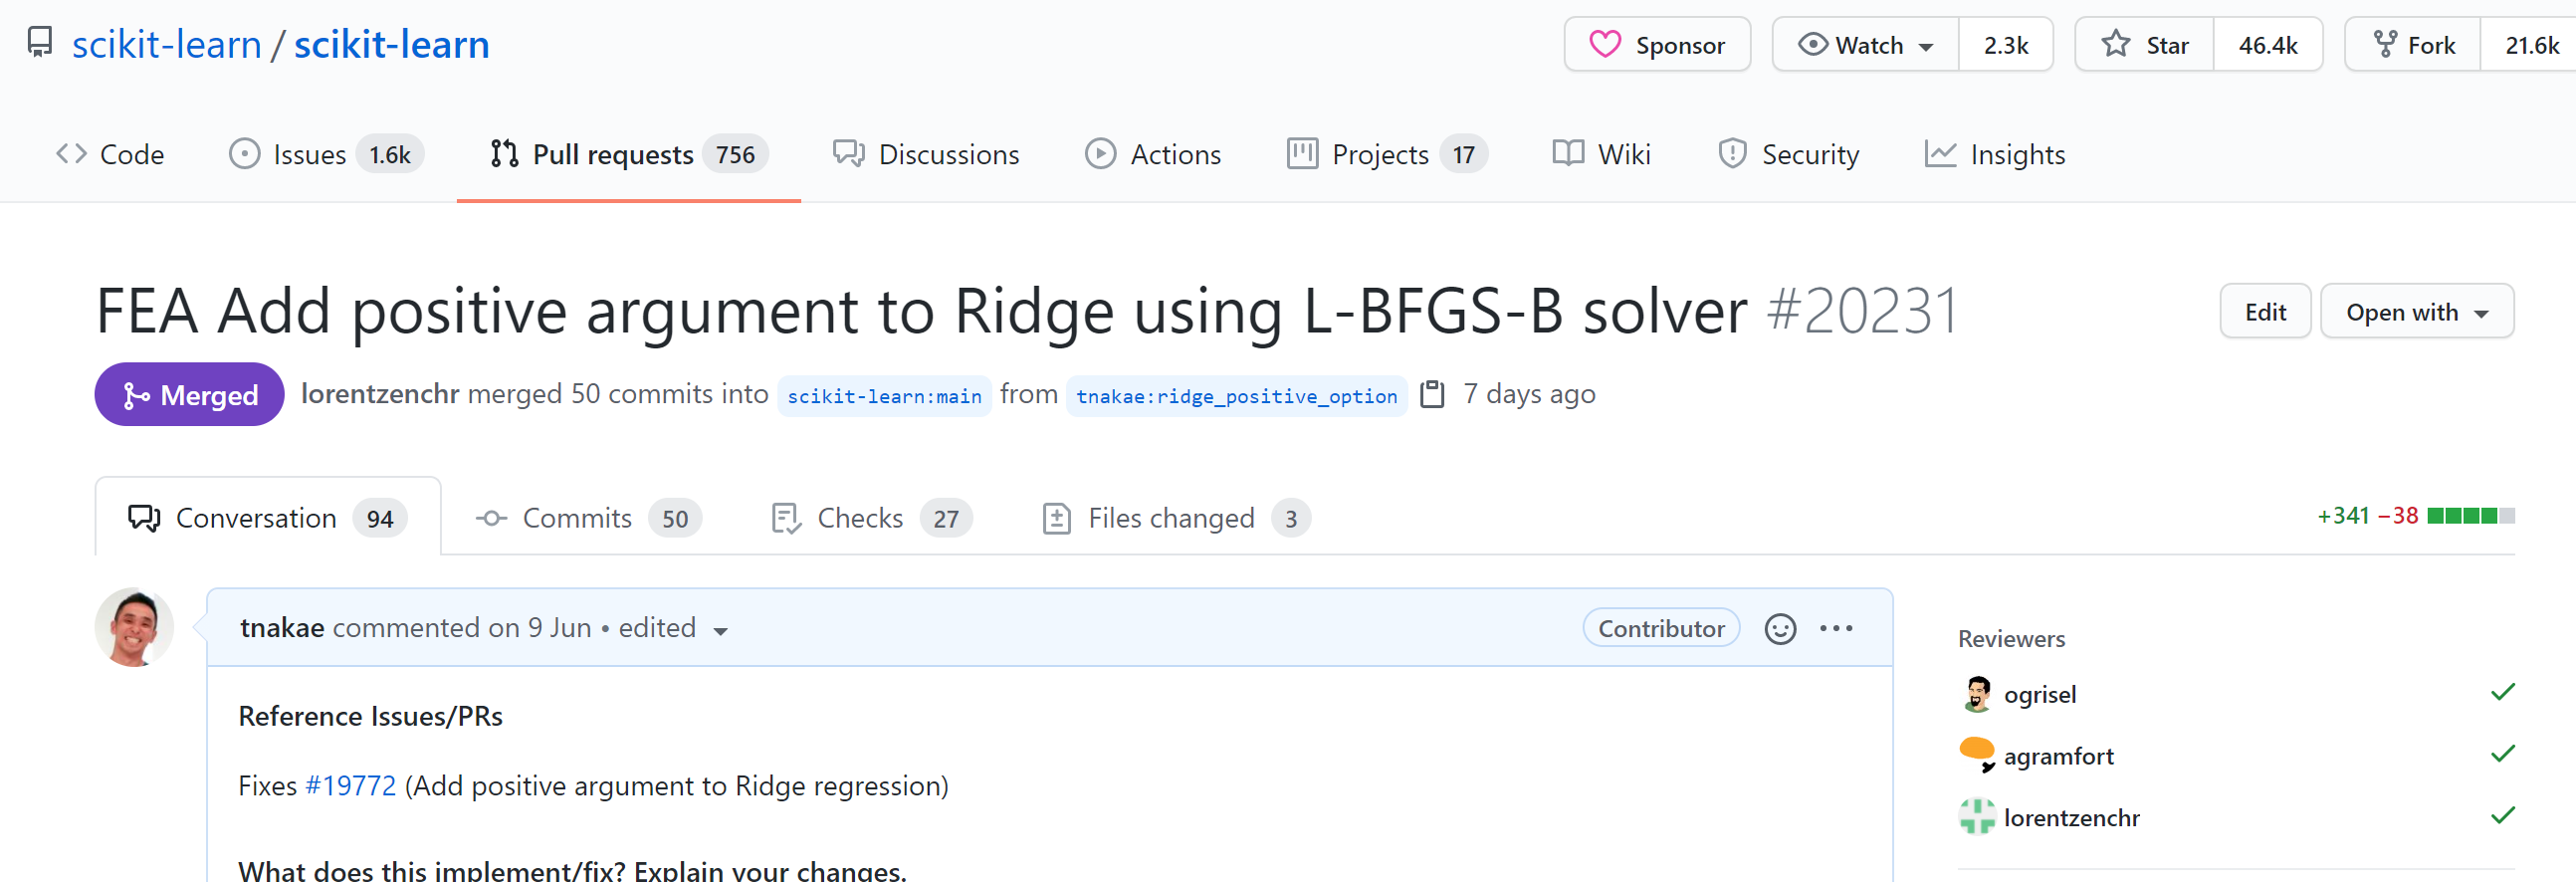 scikit-learn / scikit-learn
Sponsor Watch 2.3k Star 46.4k Fork 21.6k
Code Issues 1.6k Pull requests 756 Discussions Actions Projects 17 Wiki Security Insights
FEA Add positive argument to Ridge using L-BFGS-B solver #20231
Edit Open with
Merged lorentzenchr merged 50 commits into scikit-learn:main from tnakae:ridge_positive_option 7 days ago
Conversation 94 Commits 50 Checks 27 Files changed 3 +341 −38
tnakae commented on 9 Jun • edited Contributor
Reference Issues/PRs
Fixes #19772 (Add positive argument to Ridge regression)
What does this implement/fix? Explain your changes.
Reviewers
ogrisel
agramfort
lorentzenchr